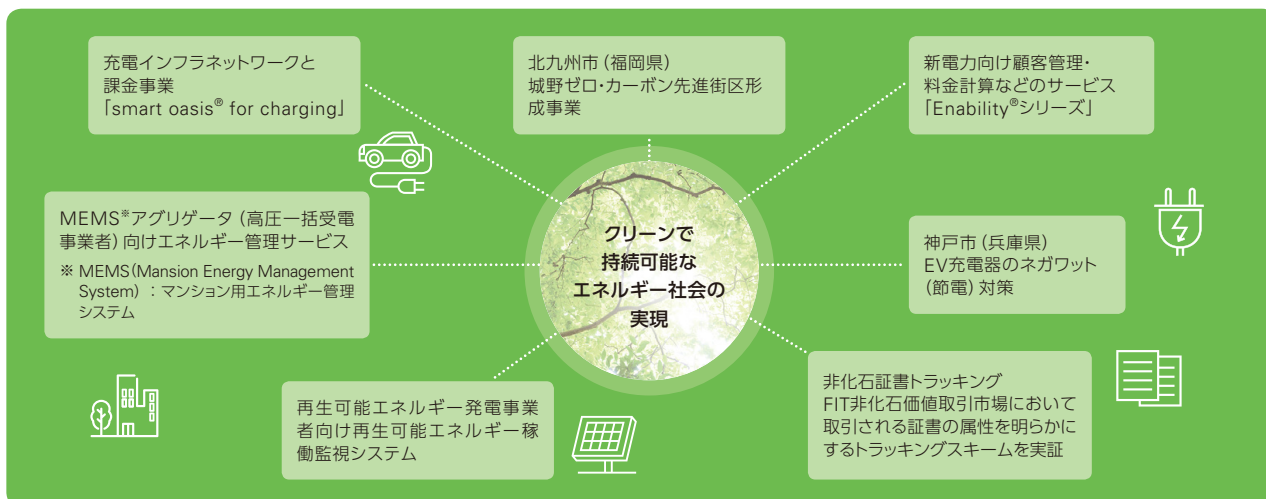 充電インフラネットワークと
課金事業
「smart oasis® for charging」
北九州市（福岡県）
城野ゼロ・カーボン先進街区形
成事業
新電力向け顧客管理・
料金計算などのサービス
「Enability®シリーズ」
MEMS※アグリゲータ（高圧一括受電
事業者）向けエネルギー管理サービス
※ MEMS（Mansion Energy Management
System）：マンション用エネルギー管理
システム
クリーンで
持続可能な
エネルギー社会の
実現
神戸市（兵庫県）
EV充電器のネガワット
（節電）対策
再生可能エネルギー発電事業
者向け再生可能エネルギー稼
働監視システム
非化石証書トラッキング
FIT非化石価値取引市場において
取引される証書の属性を明らかに
するトラッキングスキームを実証